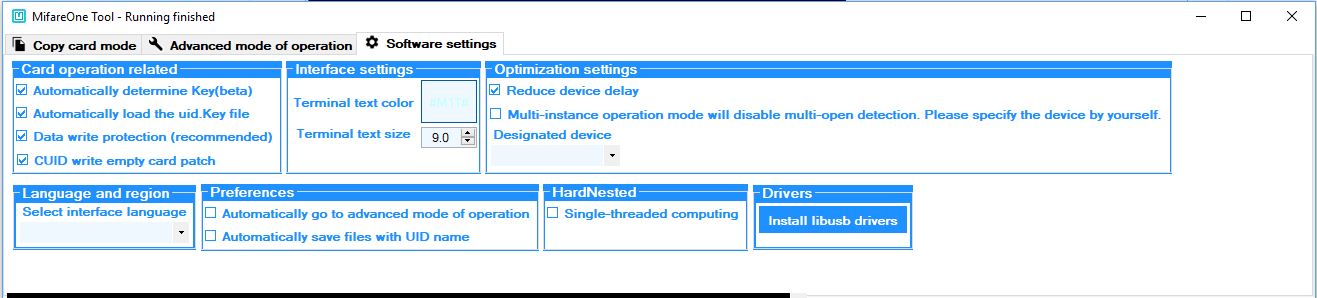 MifareOne Tool - Running finished
Copy card mode
Advanced mode of operation
Software settings
Card operation related
Automatically determine Key(beta)
Automatically load the uid.Key file
Data write protection (recommended)
CUID write empty card patch
Interface settings
Terminal text color
#M1T#
Terminal text size
9.0
Optimization settings
Reduce device delay
Multi-instance operation mode will disable multi-open detection. Please specify the device by yourself.
Designated device
Language and region
Select interface language
Preferences
Automatically go to advanced mode of operation
Automatically save files with UID name
HardNested
Single-threaded computing
Drivers
Install libusb drivers